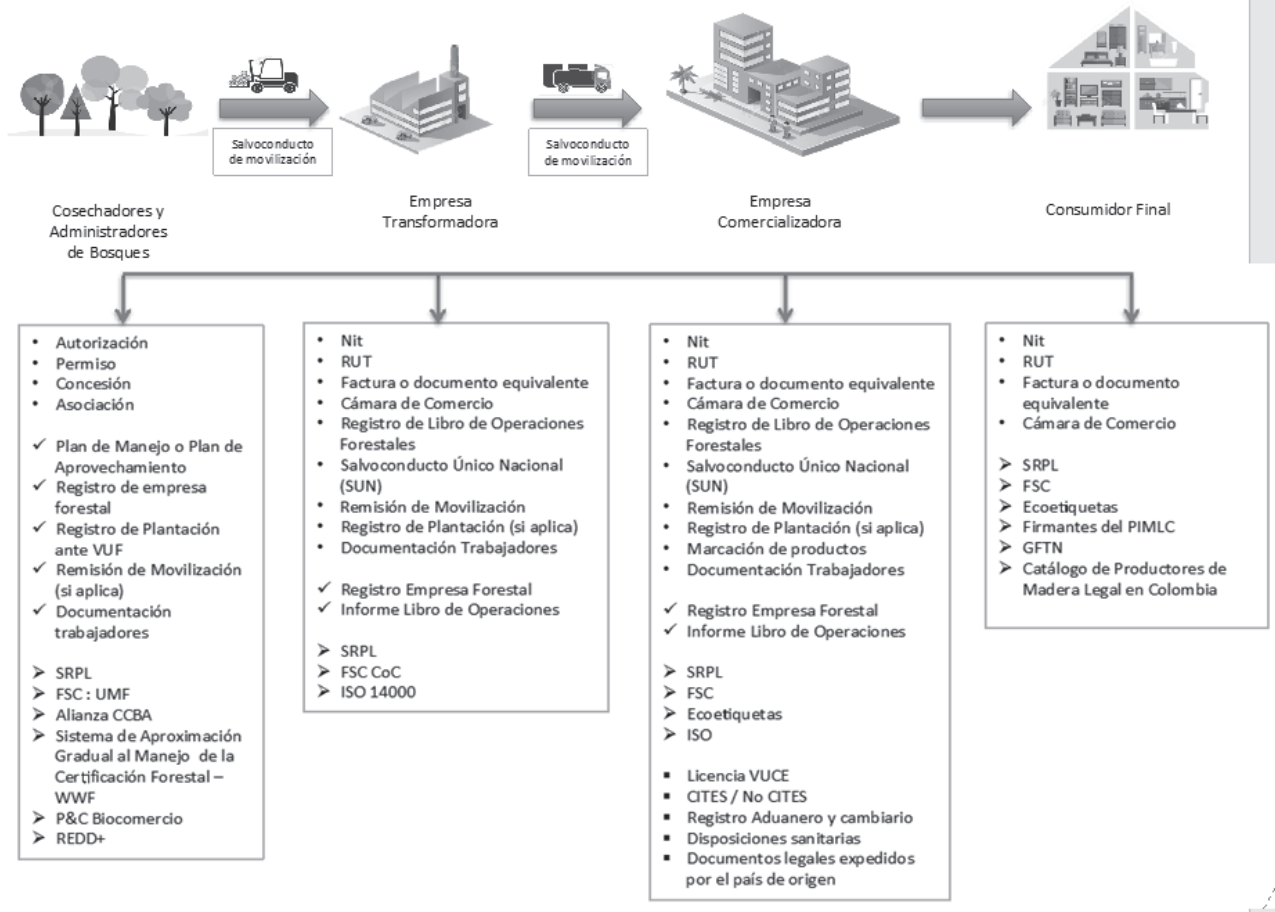 Salvoconducto
de movilización
Salvoconducto
de movilización
Cosechadores y
Administradores
de Bosques
Empresa
Transformadora
Empresa
Comercializadora
Consumidor Final
• Autorización
• Permiso
• Concesión
• Asociación
✓ Plan de Manejo o Plan de
Aprovechamiento
✓ Registro de empresa
forestal
✓ Registro de Plantación
ante VUF
✓ Remisión de Movilización
(si aplica)
✓ Documentación
trabajadores
➢ SRPL
➢ FSC : UMF
➢ Alianza CCBA
➢ Sistema de Aproximación
Gradual al Manejo de la
Certificación Forestal –
WWF
➢ P&C Biocomercio
➢ REDD+
• Nit
• RUT
• Factura o documento equivalente
• Cámara de Comercio
• Registro de Libro de Operaciones
Forestales
• Salvoconducto Único Nacional
(SUN)
• Remisión de Movilización
• Registro de Plantación (si aplica)
• Documentación Trabajadores
✓ Registro Empresa Forestal
✓ Informe Libro de Operaciones
➢ SRPL
➢ FSC CoC
➢ ISO 14000
• Nit
• RUT
• Factura o documento equivalente
• Cámara de Comercio
• Registro de Libro de Operaciones
Forestales
• Salvoconducto Único Nacional
(SUN)
• Remisión de Movilización
• Registro de Plantación (si aplica)
• Marcación de productos
• Documentación Trabajadores
✓ Registro Empresa Forestal
✓ Informe Libro de Operaciones
➢ SRPL
➢ FSC
➢ Ecoetiquetas
➢ ISO
▪ Licencia VUCE
▪ CITES / No CITES
▪ Registro Aduanero y cambiario
▪ Disposiciones sanitarias
▪ Documentos legales expedidos
por el país de origen
• Nit
• RUT
• Factura o documento
equivalente
• Cámara de Comercio
➢ SRPL
➢ FSC
➢ Ecoetiquetas
➢ Firmantes del PIMLC
➢ GFTN
➢ Catálogo de Productores de
Madera Legal en Colombia